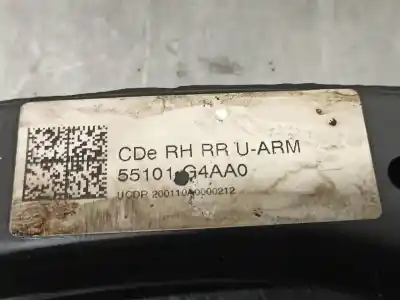 CDe RH RR U-ARM
55101-G4AA0
UCDR 200110A0000212